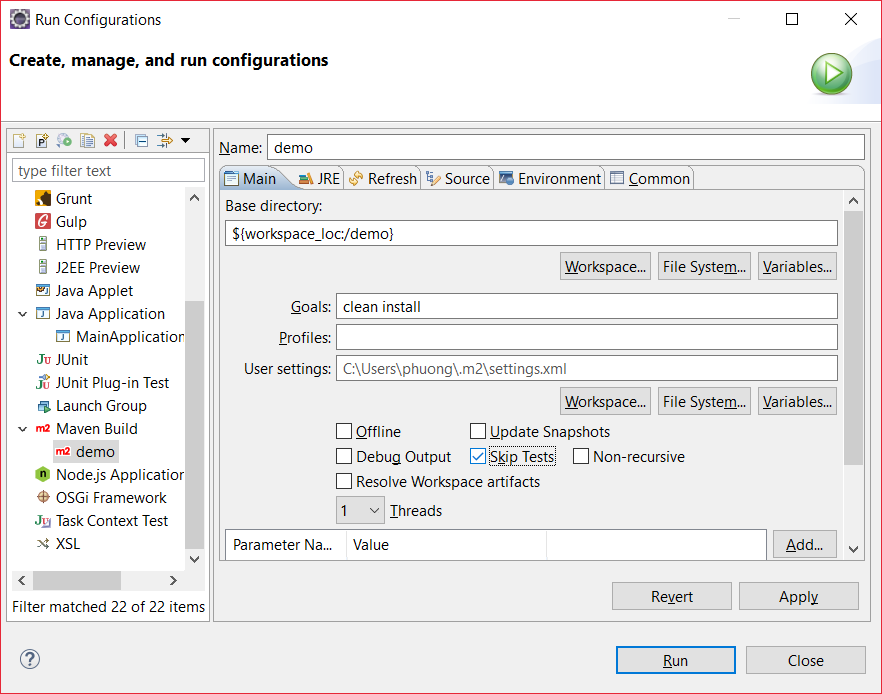 Run Configurations
Create, manage, and run configurations
type filter text
Grunt
Gulp
HTTP Preview
J2EE Preview
Java Applet
Java Application
MainApplication
JUnit
JUnit Plug-in Test
Launch Group
Maven Build
demo
Node.js Application
OSGi Framework
Task Context Test
XSL
Filter matched 22 of 22 items
Name: demo
Main JRE Refresh Source Environment Common
Base directory:
${workspace_loc:/demo}
Workspace... File System... Variables...
Goals: clean install
Profiles:
User settings: C:\Users\phuong\.m2\settings.xml
Workspace... File System... Variables...
Offline Update Snapshots
Debug Output Skip Tests Non-recursive
Resolve Workspace artifacts
1 Threads
Parameter Na... Value Add...
Revert Apply
Run Close